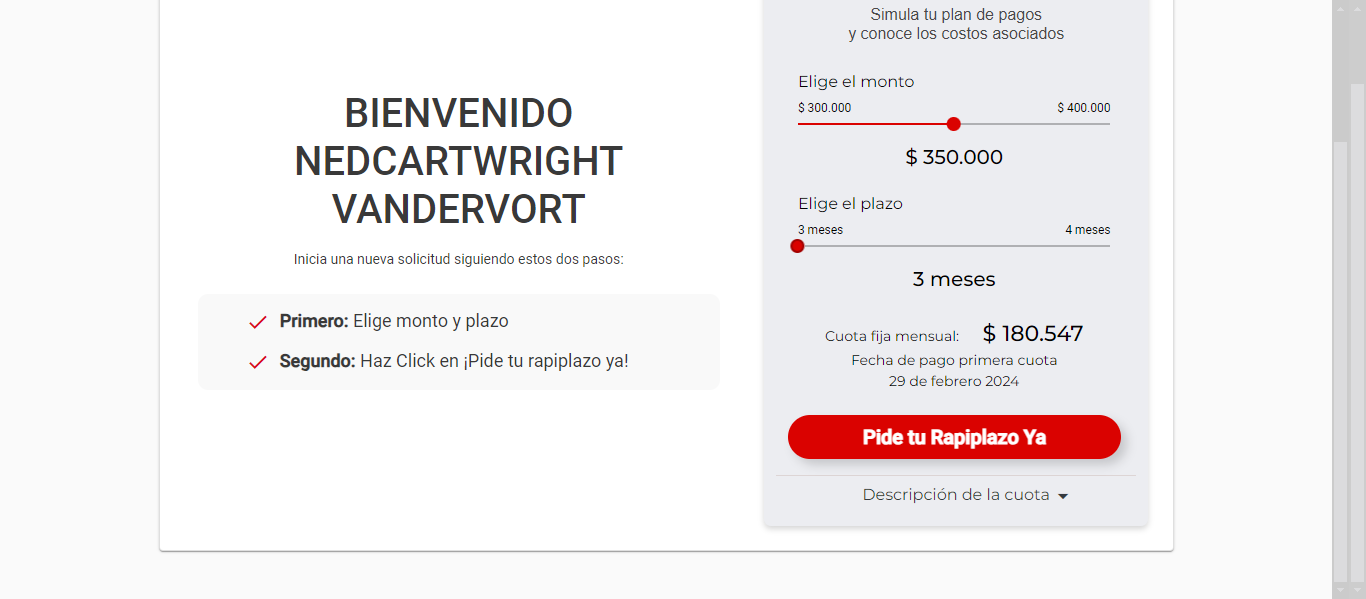 BIENVENIDO
NEDCARTWRIGHT
VANDERVORT
Inicia una nueva solicitud siguiendo estos dos pasos:
Primero: Elige monto y plazo
Segundo: Haz Click en ¡Pide tu rapiplazo ya!
Simula tu plan de pagos
y conoce los costos asociados
Elige el monto
$ 300.000 $ 400.000
$ 350.000
Elige el plazo
3 meses 4 meses
3 meses
Cuota fija mensual: $ 180.547
Fecha de pago primera cuota
29 de febrero 2024
Pide tu Rapiplazo Ya
Descripción de la cuota